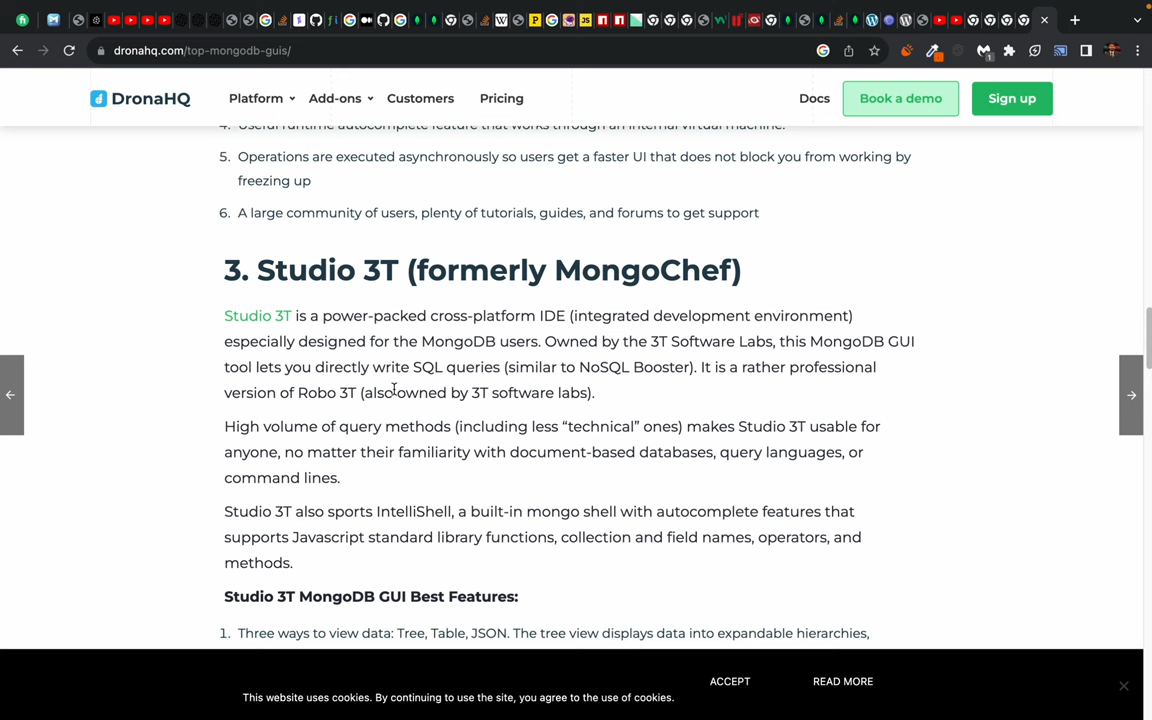 dronahq.com/top-mongodb-guis/
DronaHQ
Platform
Add-ons
Customers
Pricing
Docs
Book a demo
Sign up
4. Useful runtime autocomplete feature that works through an internal virtual machine.
5. Operations are executed asynchronously so users get a faster UI that does not block you from working by
freezing up
6. A large community of users, plenty of tutorials, guides, and forums to get support
3. Studio 3T (formerly MongoChef)
Studio 3T is a power-packed cross-platform IDE (integrated development environment)
especially designed for the MongoDB users. Owned by the 3T Software Labs, this MongoDB GUI
tool lets you directly write SQL queries (similar to NoSQL Booster). It is a rather professional
version of Robo 3T (also owned by 3T software labs).
High volume of query methods (including less “technical” ones) makes Studio 3T usable for
anyone, no matter their familiarity with document-based databases, query languages, or
command lines.
Studio 3T also sports IntelliShell, a built-in mongo shell with autocomplete features that
supports Javascript standard library functions, collection and field names, operators, and
methods.
Studio 3T MongoDB GUI Best Features:
1. Three ways to view data: Tree, Table, JSON. The tree view displays data into expandable hierarchies,
ACCEPT
READ MORE
This website uses cookies. By continuing to use the site, you agree to the use of cookies.